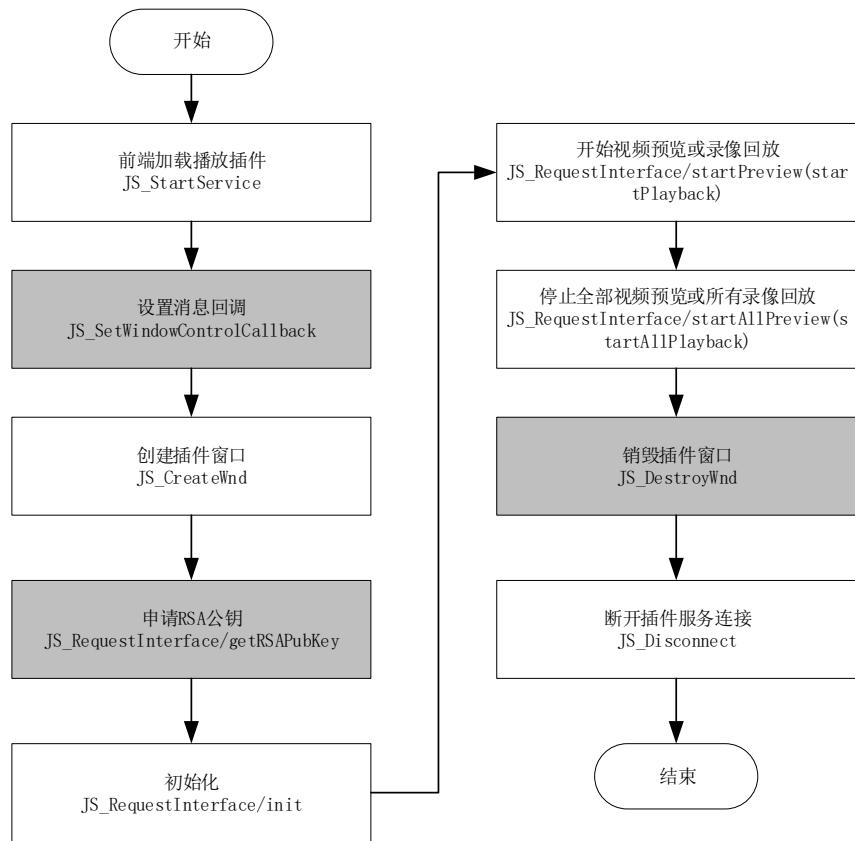 开始
前端加载播放插件
JS_StartService
设置消息回调
JS_SetWindowControlCallback
创建插件窗口
JS_CreateWnd
申请RSA公钥
JS_RequestInterface/getRSAPubKey
初始化
JS_RequestInterface/init
开始视频预览或录像回放
JS_RequestInterface/startPreview(star
tPlayback)
停止全部视频预览或所有录像回放
JS_RequestInterface/startAllPreview(s
tartAllPlayback)
销毁插件窗口
JS_DestroyWnd
断开插件服务连接
JS_Disconnect
结束